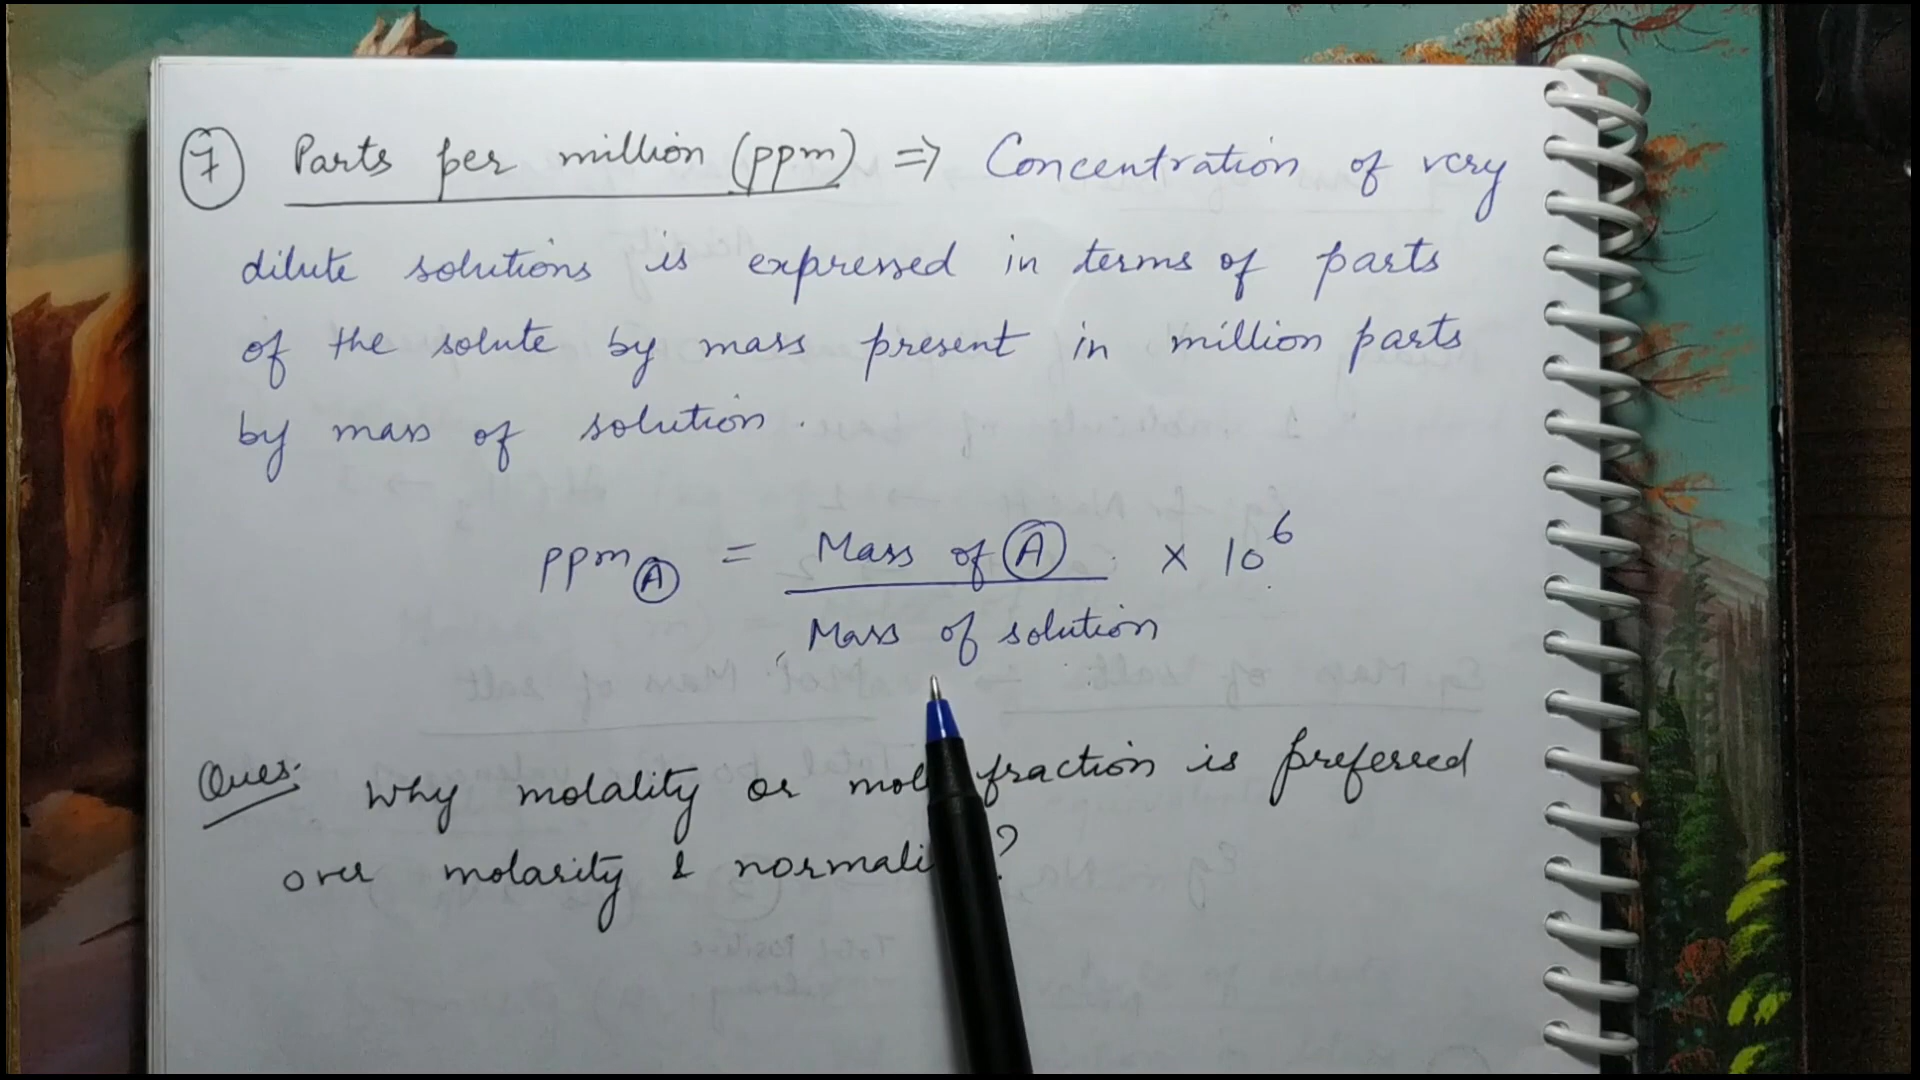 7 Parts per million (ppm) ⇒ Concentration of very
dilute solutions is expressed in terms of parts
of the solute by mass present in million parts
by mass of solution.
ppm A = Mass of A × 10^6
Mass of solution
Ques. Why molality or mole fraction is preferred
over molarity & normali ?